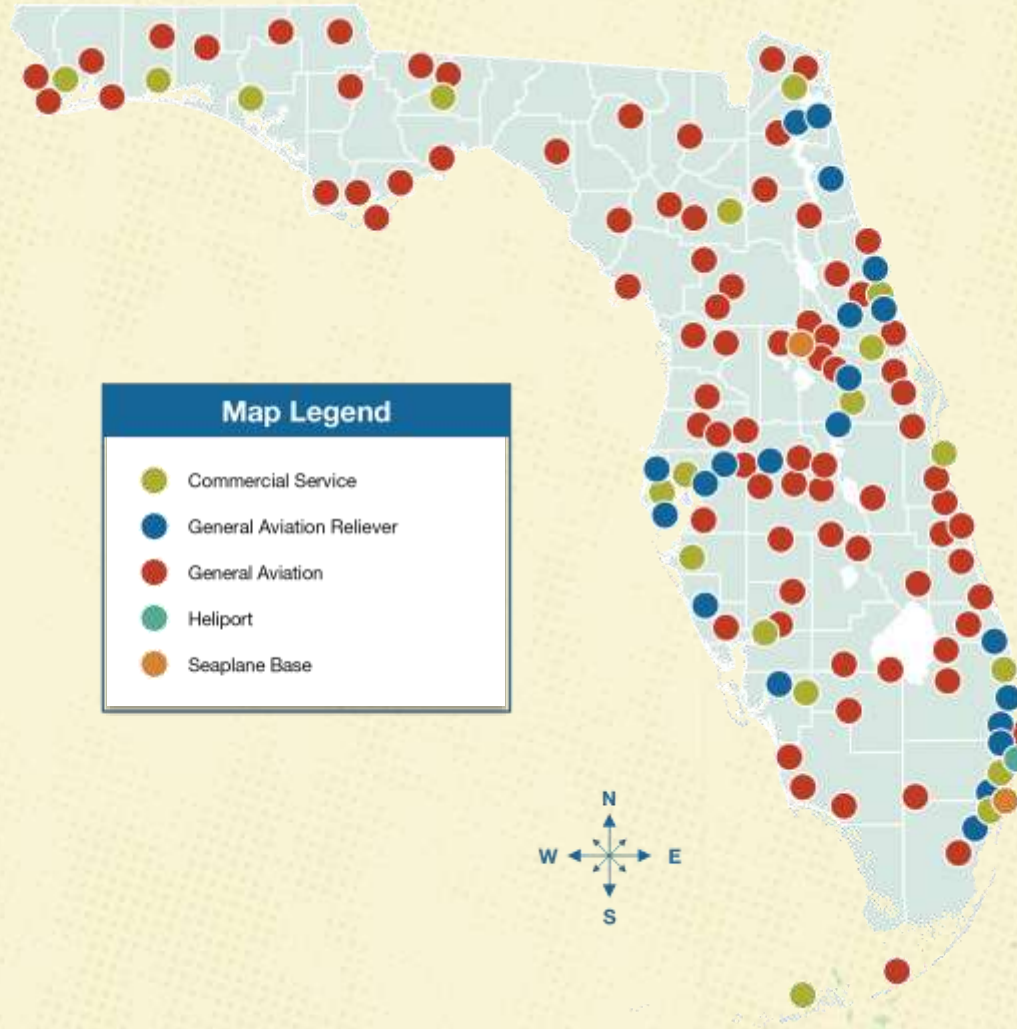 Map Legend
Commercial Service
General Aviation Reliever
General Aviation
Heliport
Seaplane Base
N
W E
S